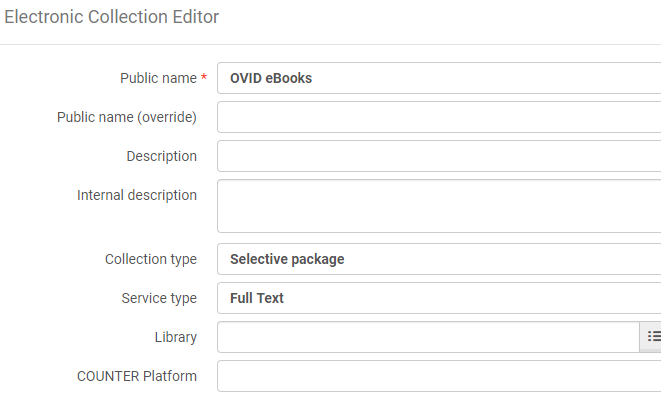 Electronic Collection Editor
Public name * OVID eBooks
Public name (override)
Description
Internal description
Collection type Selective package
Service type Full Text
Library
COUNTER Platform